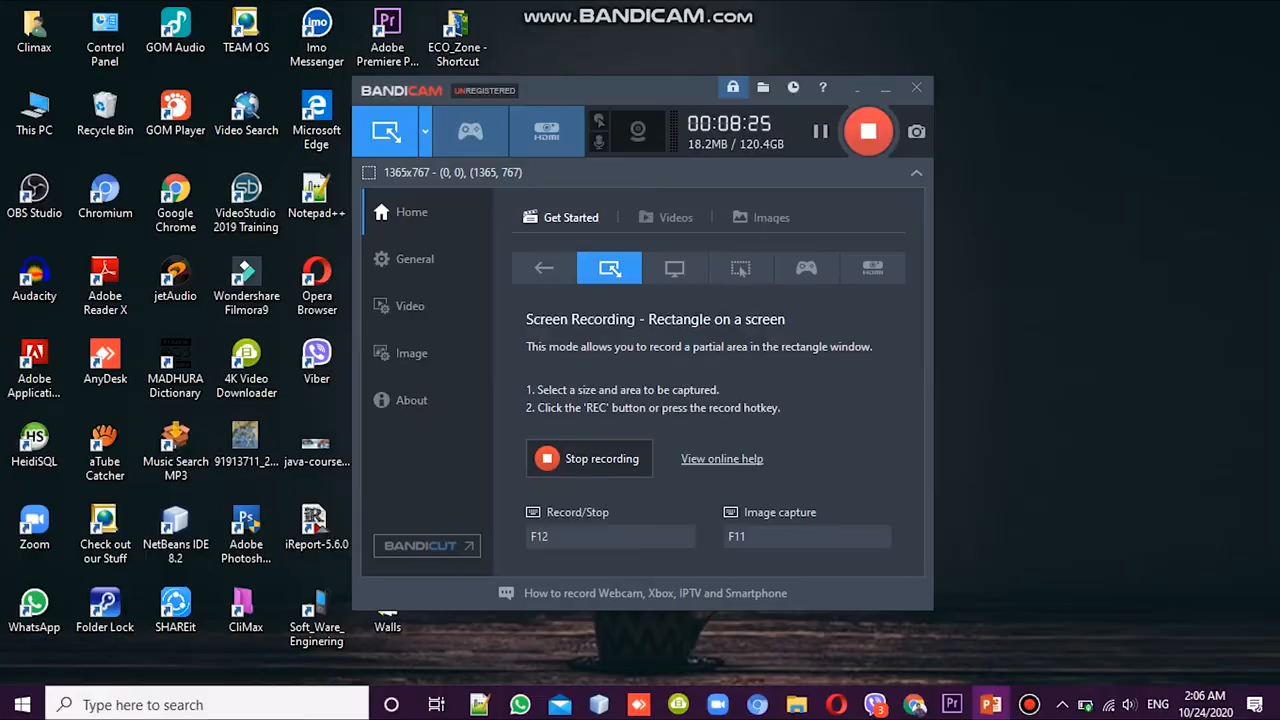 www.BANDICAM.com
Climax
Control
Panel
GOM Audio
TEAM OS
Imo
Messenger
Adobe
Premiere P...
ECO_Zone -
Shortcut
This PC
Recycle Bin
GOM Player
Video Search
Microsoft
Edge
OBS Studio
Chromium
Google
Chrome
VideoStudio
2019 Training
Notepad++
Audacity
Adobe
Reader X
jetAudio
Wondershare
Filmora9
Opera
Browser
Adobe
Applicati...
AnyDesk
MADHURA
Dictionary
4K Video
Downloader
Viber
HeidiSQL
aTube
Catcher
Music Search
MP3
91913711_2...
java-course...
Zoom
Check out
our Stuff
NetBeans IDE
8.2
Adobe
Photosh...
iReport-5.6.0
WhatsApp
Folder Lock
SHAREit
CliMax
Soft_Ware_
Enginering
Walls
BANDICAM UNREGISTERED
HDMI
00:08:25
18.2MB / 120.4GB
1365x767 - (0, 0), (1365, 767)
Home
General
Video
Image
About
BANDICUT
Get Started
Videos
Images
HDMI
Screen Recording - Rectangle on a screen
This mode allows you to record a partial area in the rectangle window.
1. Select a size and area to be captured.
2. Click the 'REC' button or press the record hotkey.
Stop recording
View online help
Record/Stop
Image capture
F12
F11
How to record Webcam, Xbox, IPTV and Smartphone
Type here to search
3
ENG
2:06 AM
10/24/2020